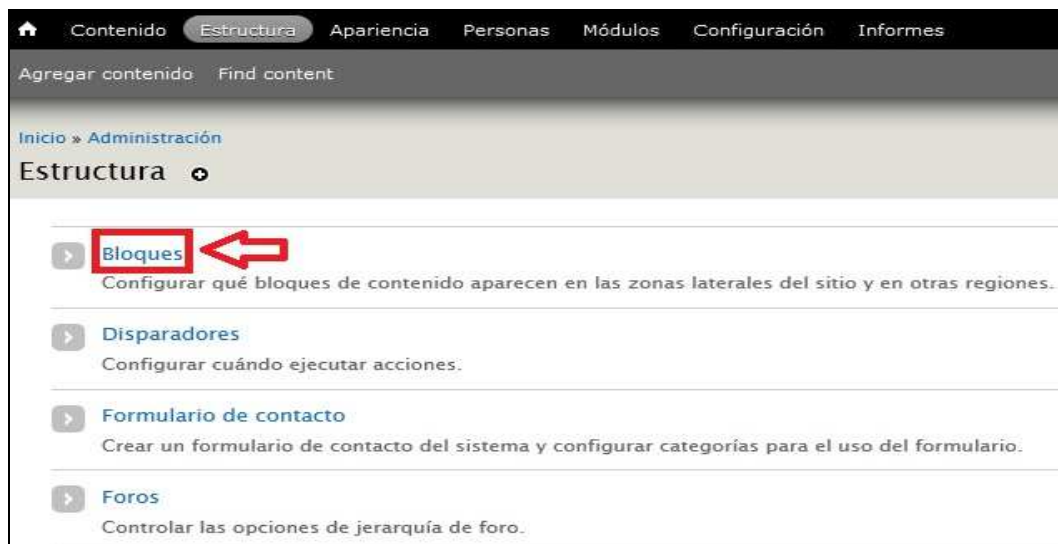 Contenido Estructura Apariencia Personas Módulos Configuración Informes
Agregar contenido Find content
Inicio » Administración
Estructura
Bloques
Configurar qué bloques de contenido aparecen en las zonas laterales del sitio y en otras regiones.
Disparadores
Configurar cuándo ejecutar acciones.
Formulario de contacto
Crear un formulario de contacto del sistema y configurar categorías para el uso del formulario.
Foros
Controlar las opciones de jerarquía de foro.